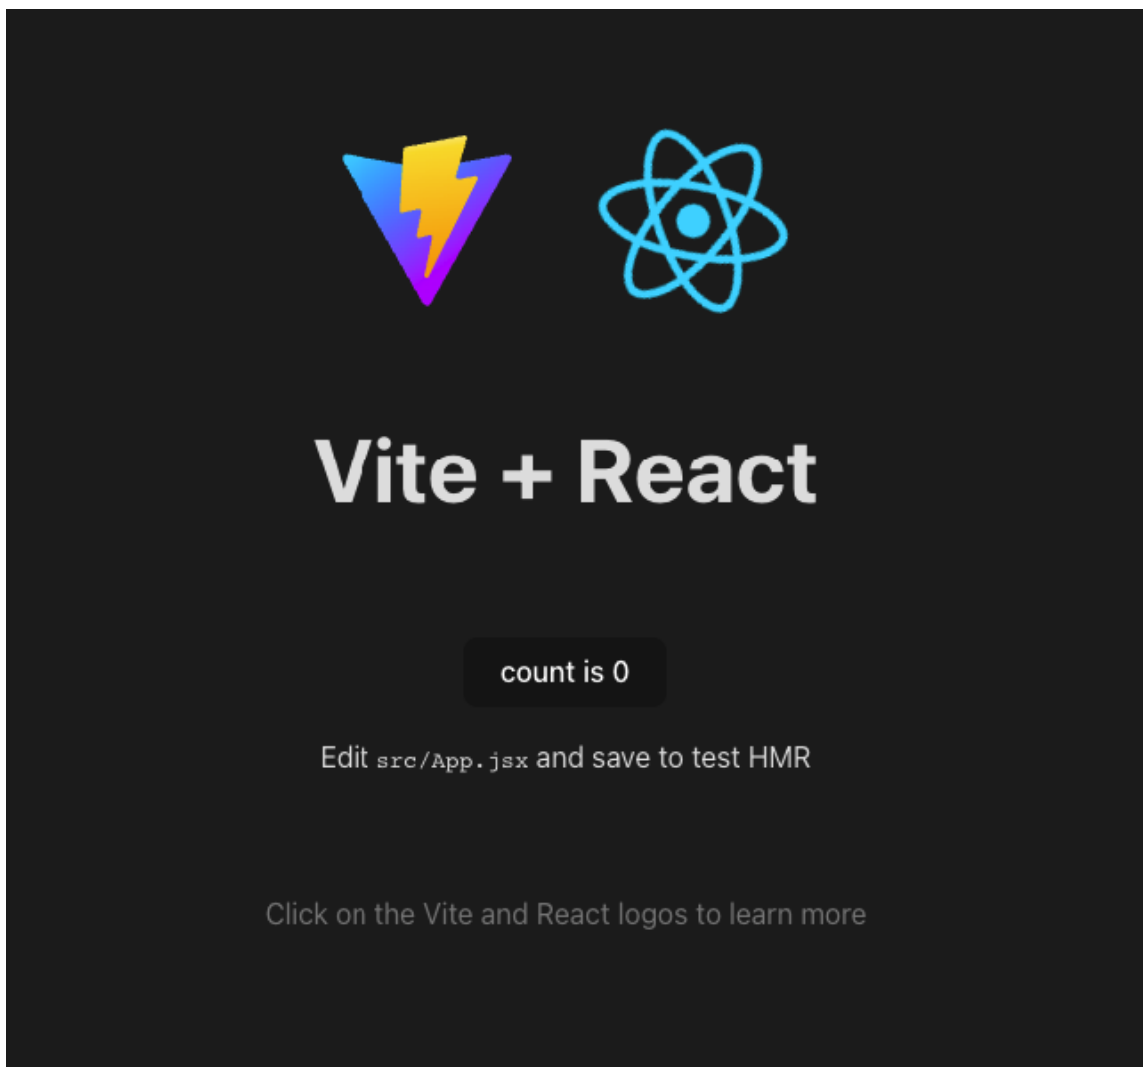 Vite + React
count is 0
Edit src/App.jsx and save to test HMR
Click on the Vite and React logos to learn more